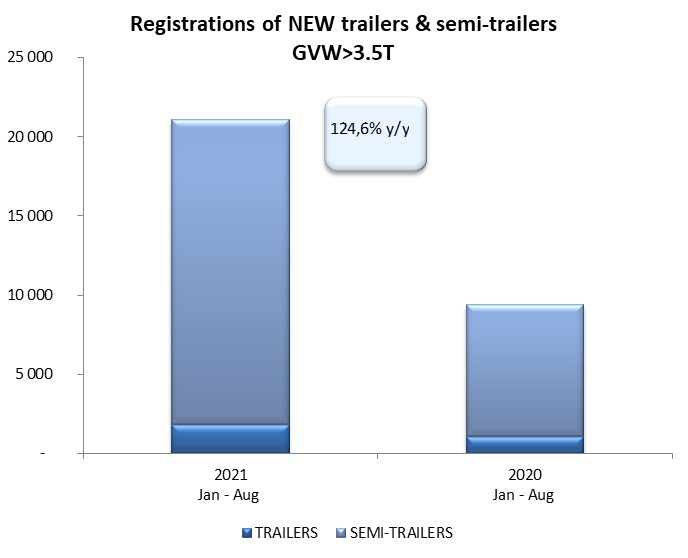 Registrations of NEW trailers & semi-trailers
GVW>3.5T
25 000
124,6% y/y
20 000
15 000
10 000
5 000
-
2021
2020
Jan - Aug
Jan - Aug
TRAILERS
SEMI-TRAILERS